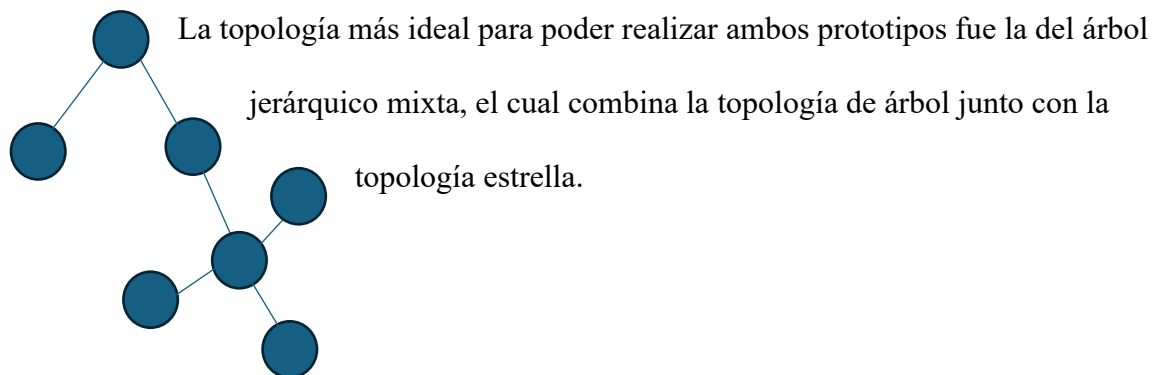 La topología más ideal para poder realizar ambos prototipos fue la del árbol
jerárquico mixta, el cual combina la topología de árbol junto con la
topología estrella.